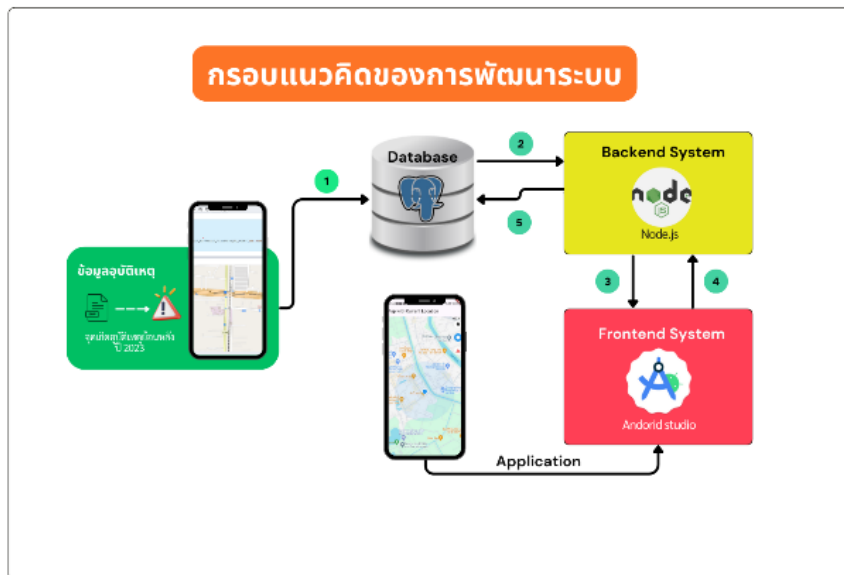 กรอบแนวคิดของการพัฒนาระบบ
Database
2
Backend System
node
JS
Node.js
1
5
ข้อมูลอุบัติเหตุ
ปี 2023
3
4
Frontend System
Andorid studio
Application